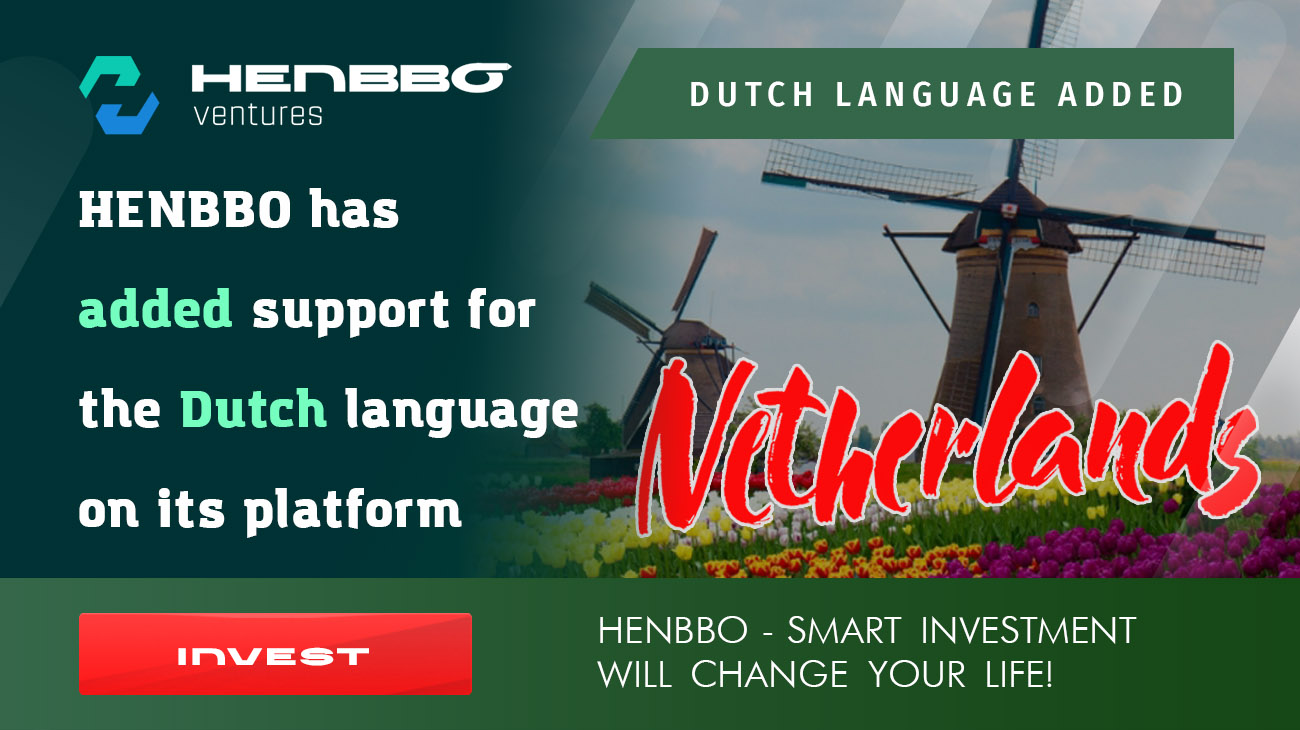 HENBBO
ventures
DUTCH LANGUAGE ADDED
HENBBO has
added support for
the Dutch language
on its platform
Netherlands
INVEST
HENBBO - SMART INVESTMENT
WILL CHANGE YOUR LIFE!